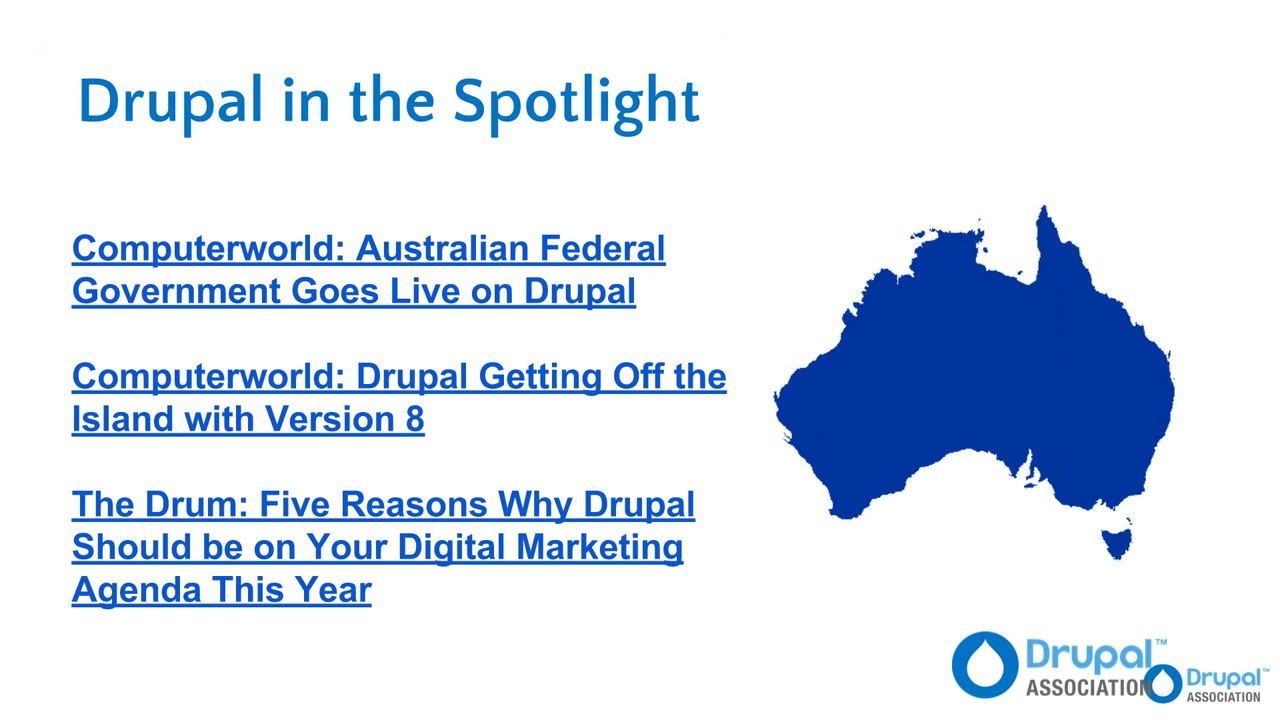 Drupal in the Spotlight
Computerworld: Australian Federal
Government Goes Live on Drupal
Computerworld: Drupal Getting Off the
Island with Version 8
The Drum: Five Reasons Why Drupal
Should be on Your Digital Marketing
Agenda This Year
Drupal™
ASSOCIATION
Drupal™
ASSOCIATION